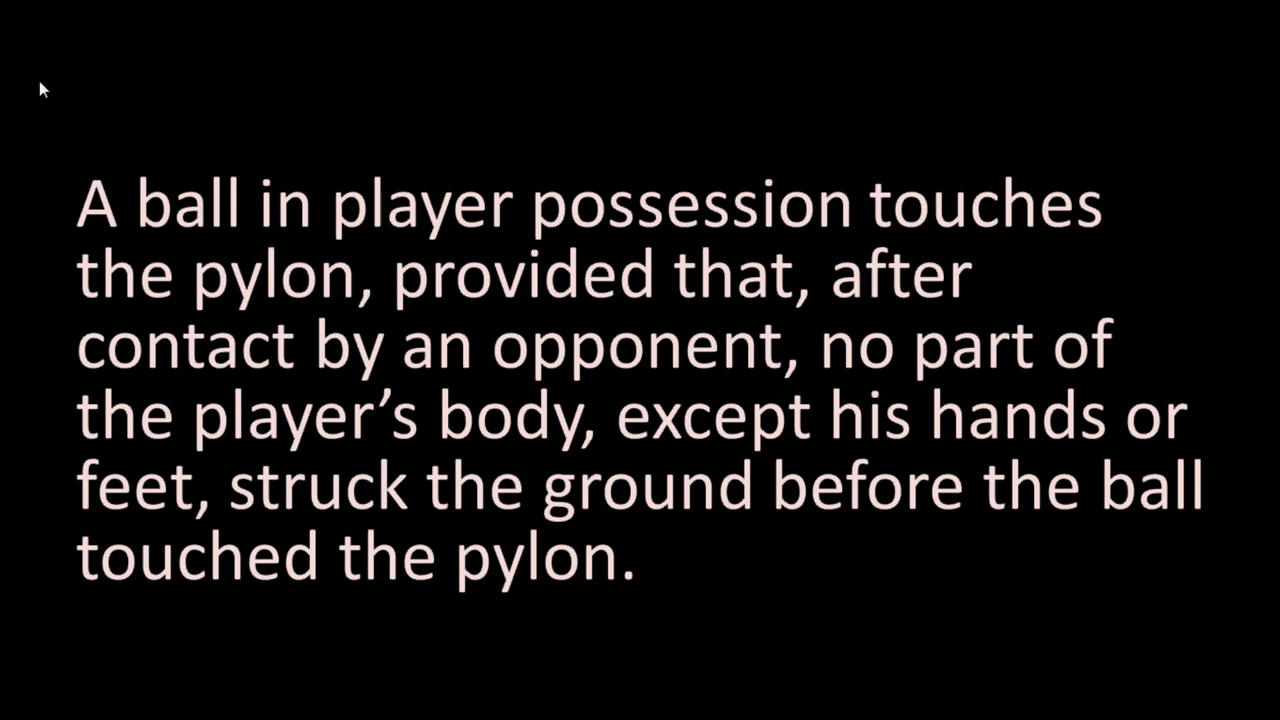 A ball in player possession touches
the pylon, provided that, after
contact by an opponent, no part of
the player’s body, except his hands or
feet, struck the ground before the ball
touched the pylon.